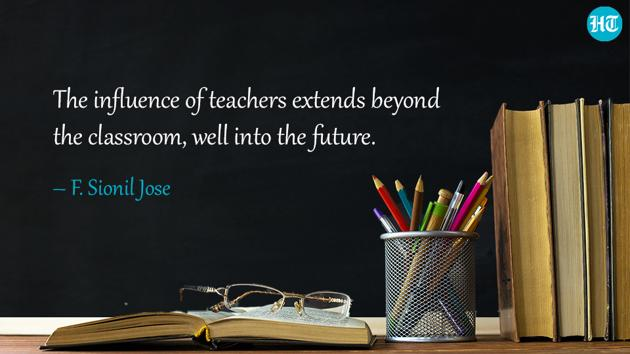 HT
The influence of teachers extends beyond
the classroom, well into the future.
– F. Sionil Jose